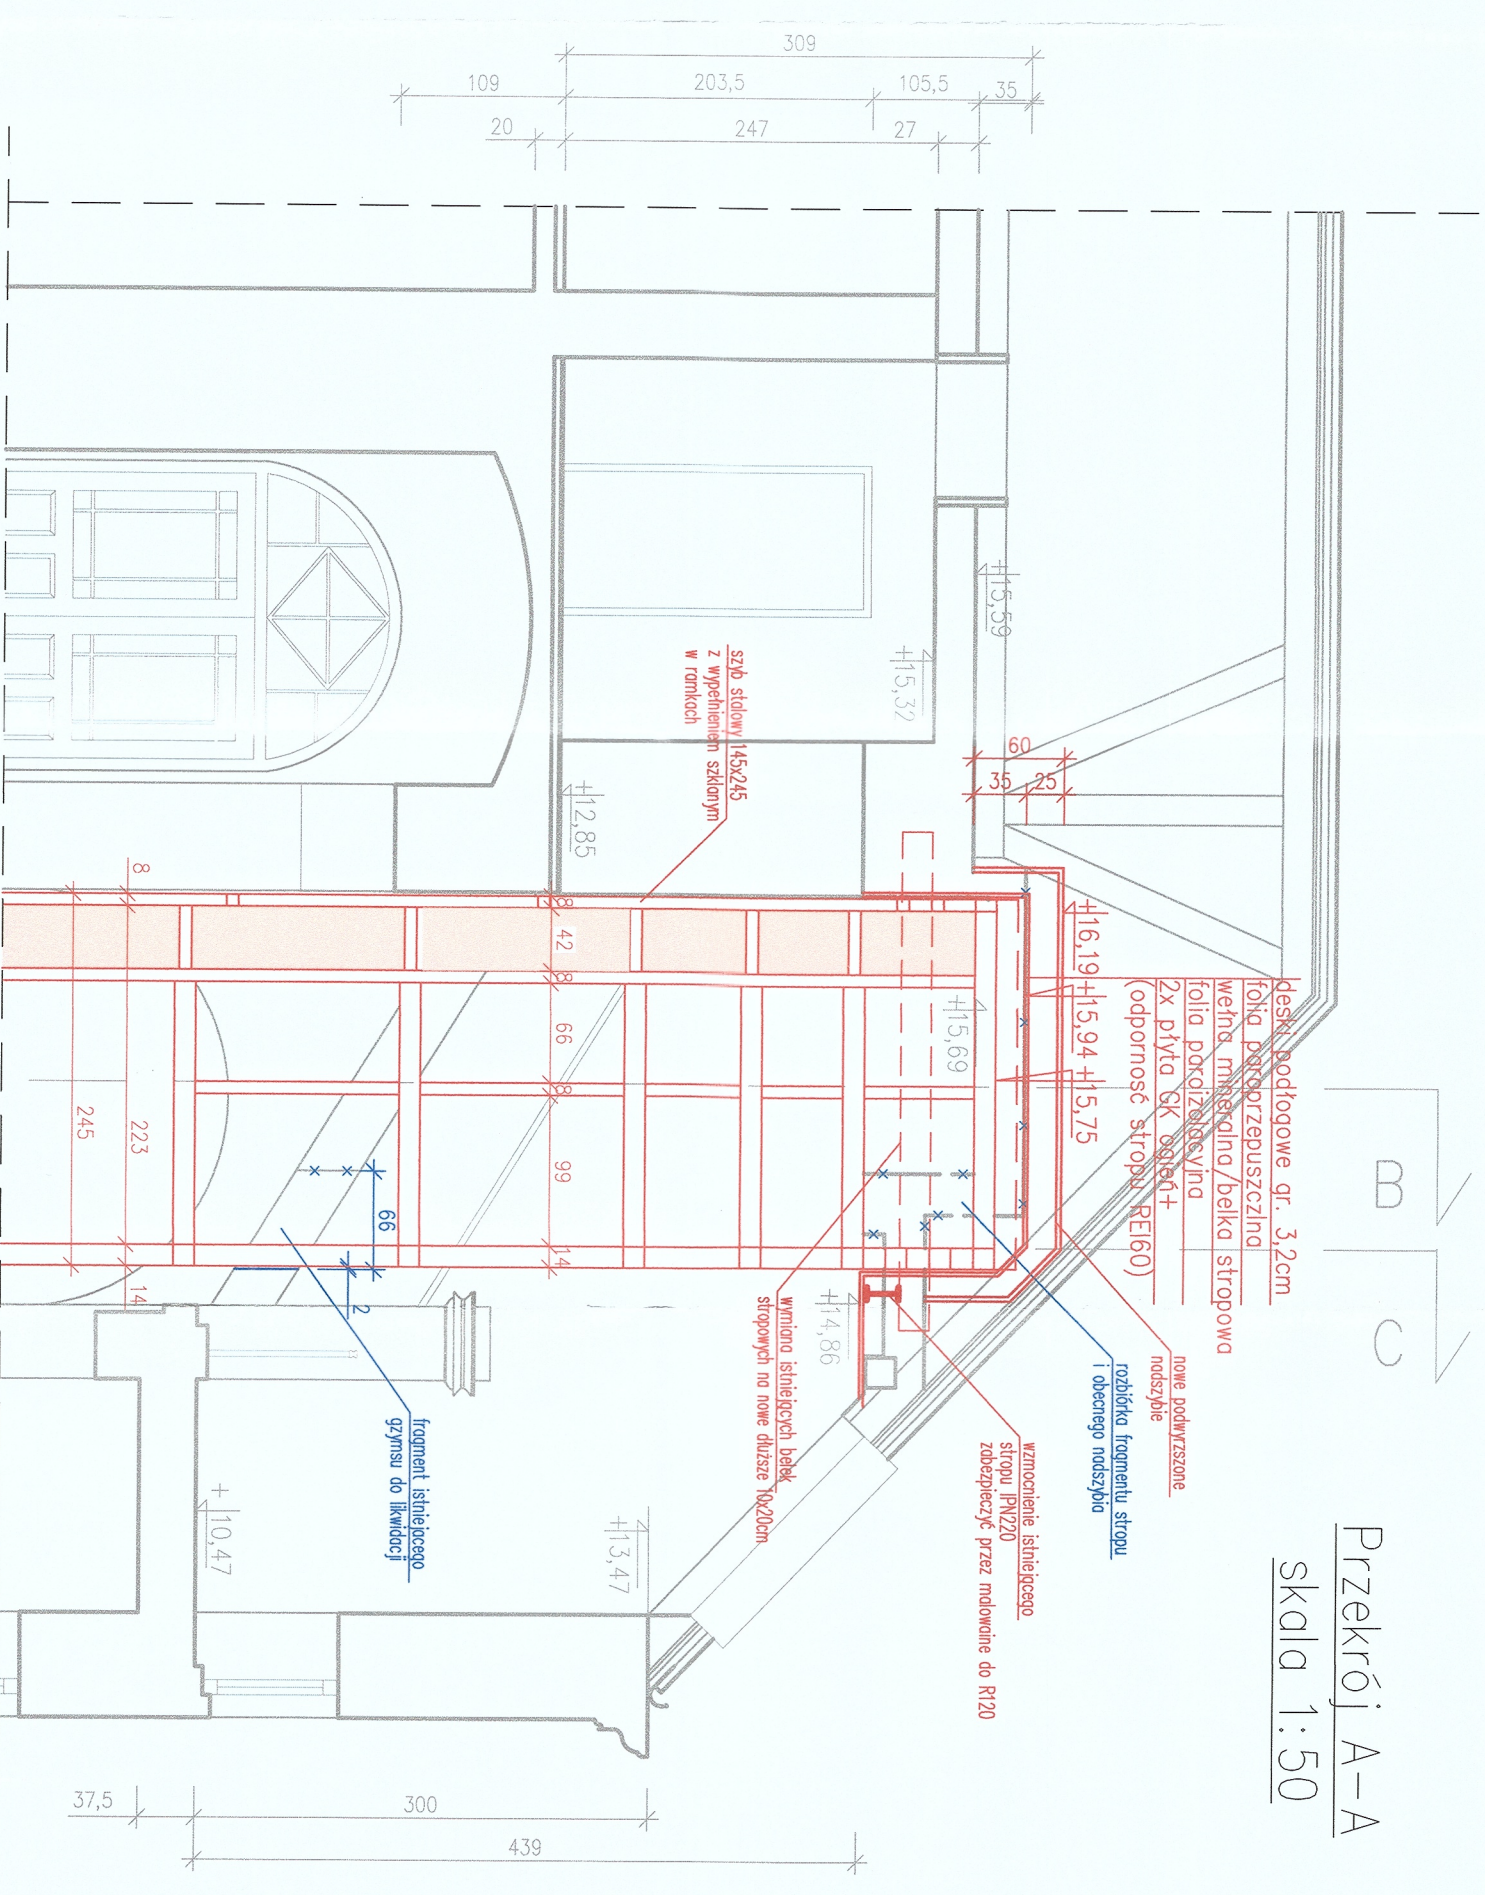 Przekrój A-A
skala 1:50
B
C
deski podłogowe gr. 3,2cm
folia paroprzepuszczlna
wełna mineralna/belka stropowa
folia paroizolacyjna
2x płyta GK ogień+
(odporność stropu REI60)
nowe podwyrzszone
nadszybie
rozbiórka fragmentu stropu
i obecnego nadszybia
wzmocnienie istniejącego
stropu IPN220
zabezpieczyć przez malowaine do R120
wymiana istniejących belek
stropowych na nowe dłuższe 10x20cm
fragment istniejącego
gzymsu do likwidacji
szyb stalowy 145x245
z wypełnieniem szklanym
w ramkach
+16,19
+15,94
+15,75
+15,69
+15,59
+15,32
+12,85
+14,86
+13,47
+10,47
309
109
203,5
105,5
35
20
247
27
60
35
25
8
42
8
66
8
99
14
8
223
14
245
66
2
37,5
300
439